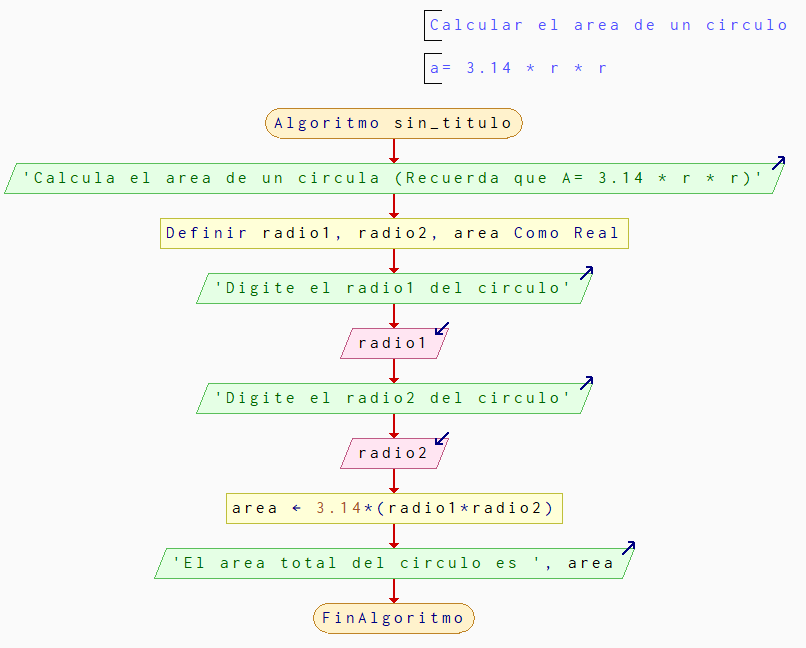 Calcular el area de un circulo
a= 3.14 * r * r
Algoritmo sin_titulo
'Calcula el area de un circula (Recuerda que A= 3.14 * r * r)'
Definir radio1, radio2, area Como Real
'Digite el radio1 del circulo'
radio1
'Digite el radio2 del circulo'
radio2
area ← 3.14*(radio1*radio2)
'El area total del circulo es ', area
FinAlgoritmo